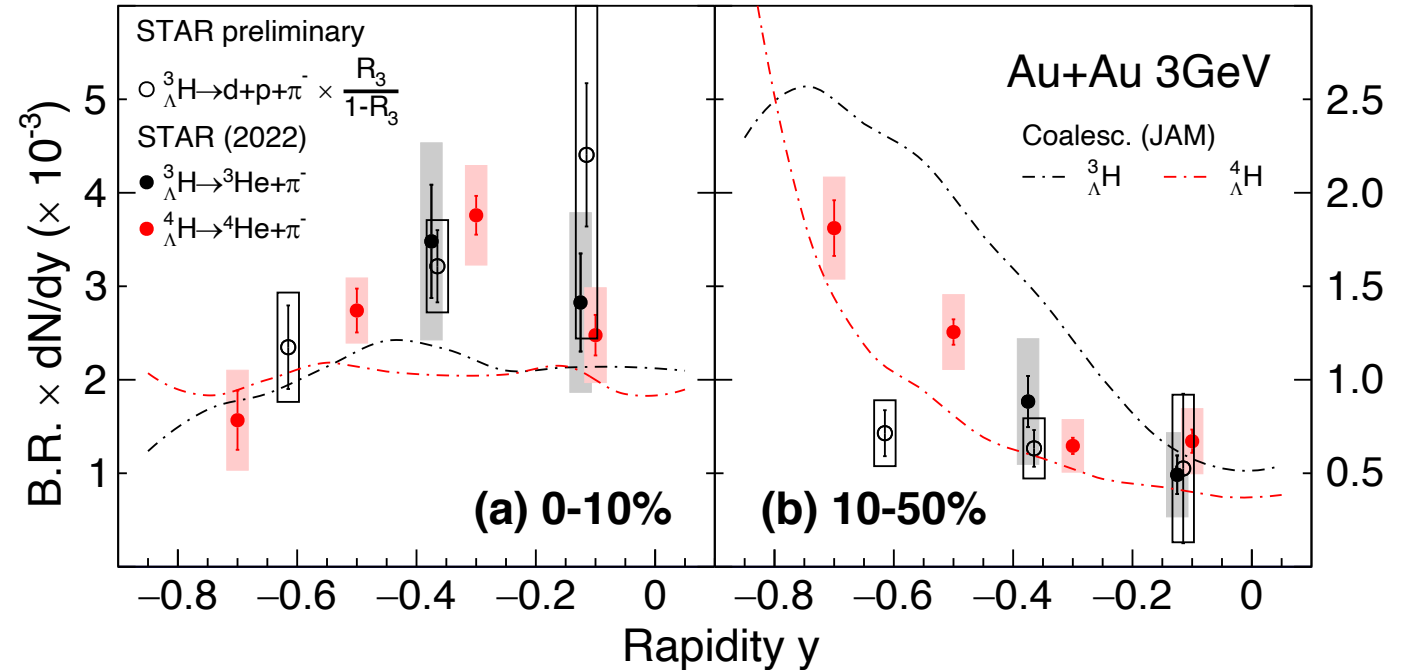 STAR preliminary
○ ³ΛH→d+p+π⁻ × R₃/1-R₃
STAR (2022)
● ³ΛH→³He+π⁻
● ⁴ΛH→⁴He+π⁻
Au+Au 3GeV
Coalesc. (JAM)
³ΛH ⁴ΛH
B.R. × dN/dy (× 10⁻³)
5
4
3
2
1
2.5
2.0
1.5
1.0
0.5
(a) 0-10%
(b) 10-50%
−0.8 −0.6 −0.4 −0.2 0
−0.8 −0.6 −0.4 −0.2 0
Rapidity y